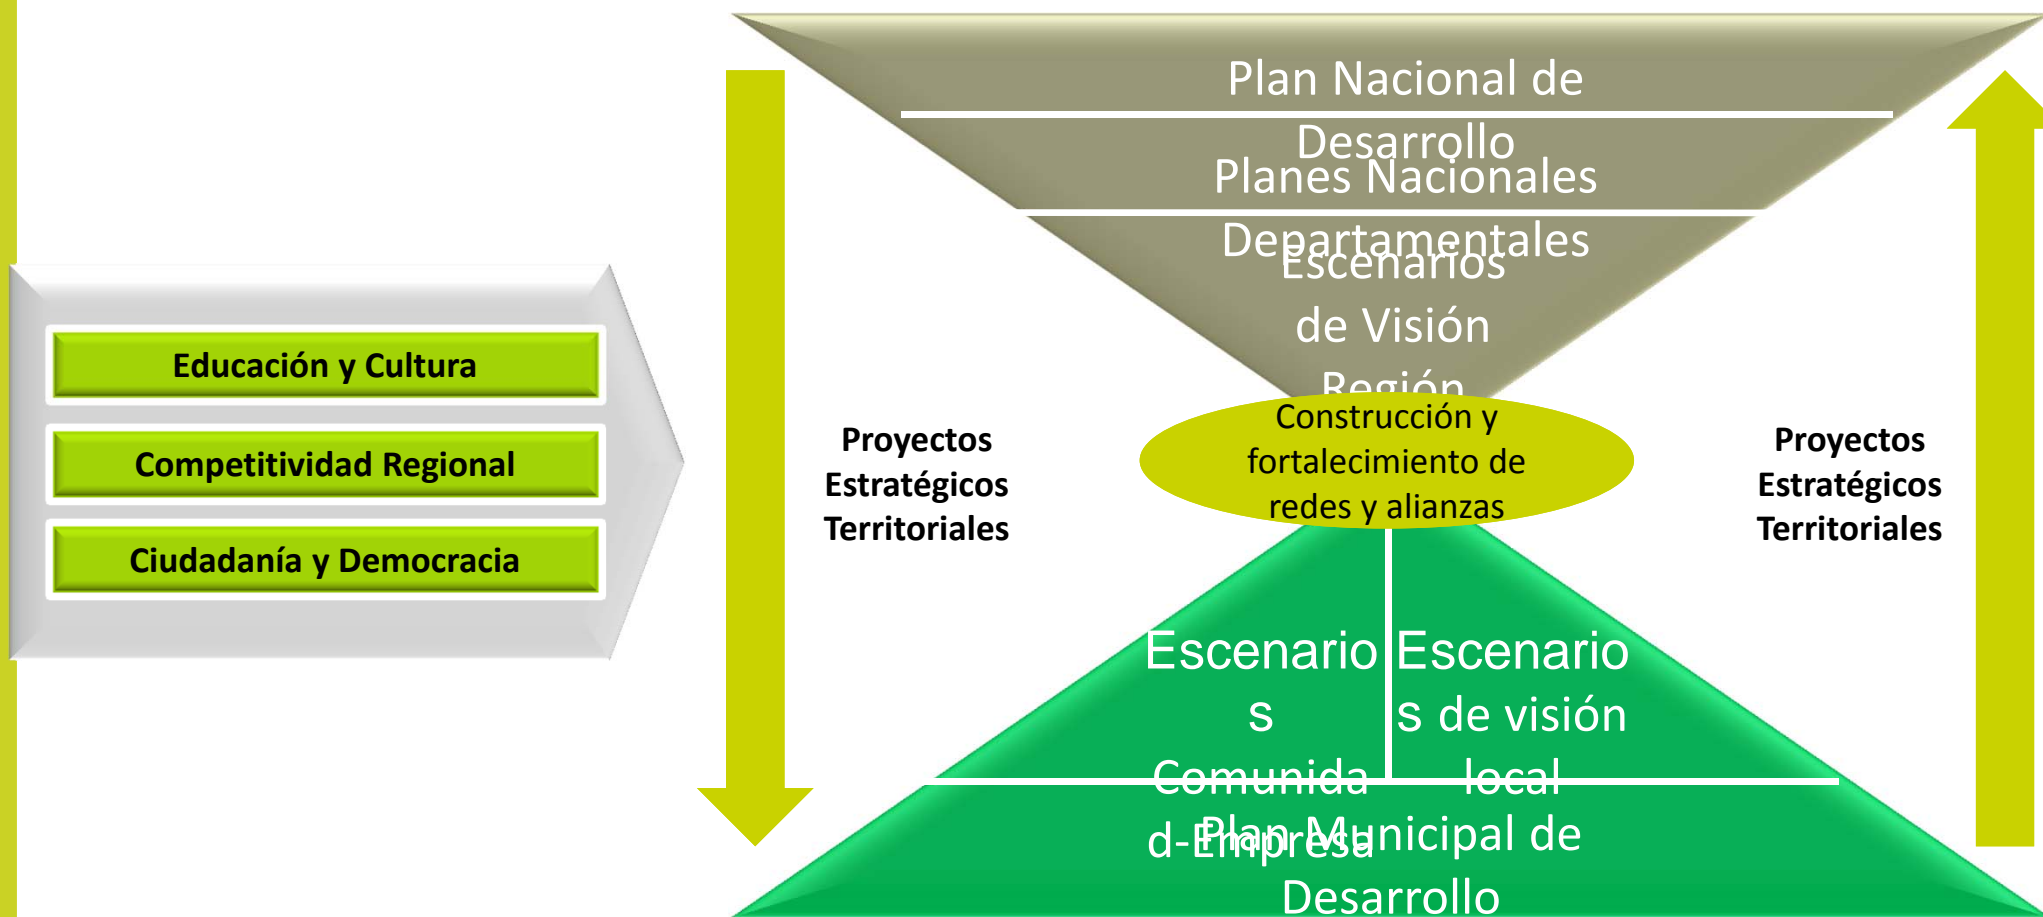 Educación y Cultura
Competitividad Regional
Ciudadanía y Democracia
Proyectos
Estratégicos
Territoriales
Plan Nacional de
Desarrollo
Planes Nacionales
Departamentales
Escenarios
de Visión
Región
Construcción y
fortalecimiento de
redes y alianzas
Escenario
s
Comunida
d-Empresa
Escenario
s de visión
local
Plan Municipal de
Desarrollo
Proyectos
Estratégicos
Territoriales